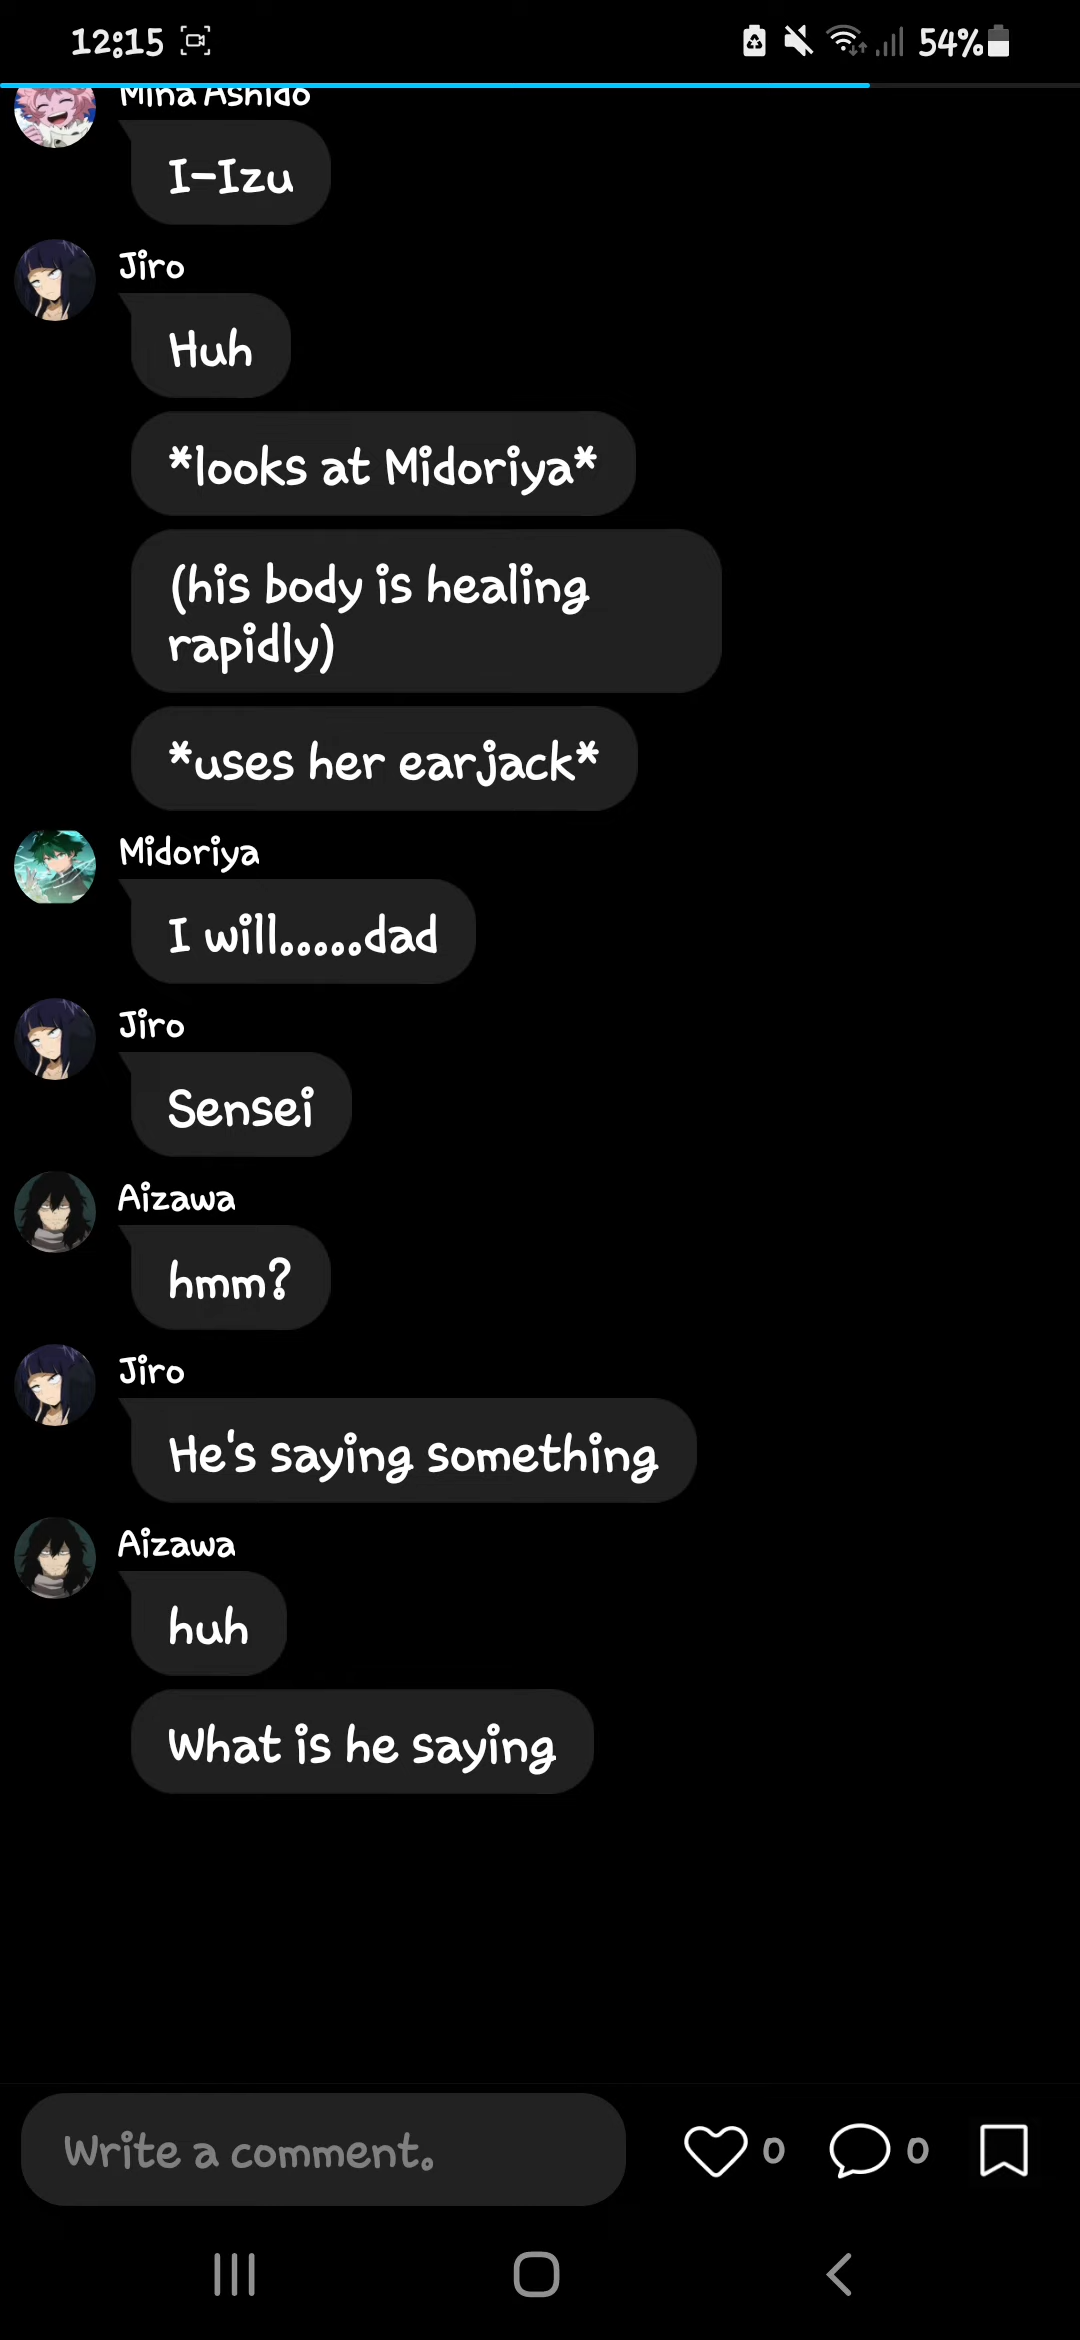 12:15 54%
Mina Ashido
I-Izu
Jiro
Huh
*looks at Midoriya*
(his body is healing
rapidly)
*uses her earjack*
Midoriya
I will.....dad
Jiro
Sensei
Aizawa
hmm?
Jiro
He's saying something
Aizawa
huh
What is he saying
Write a comment. 0 0